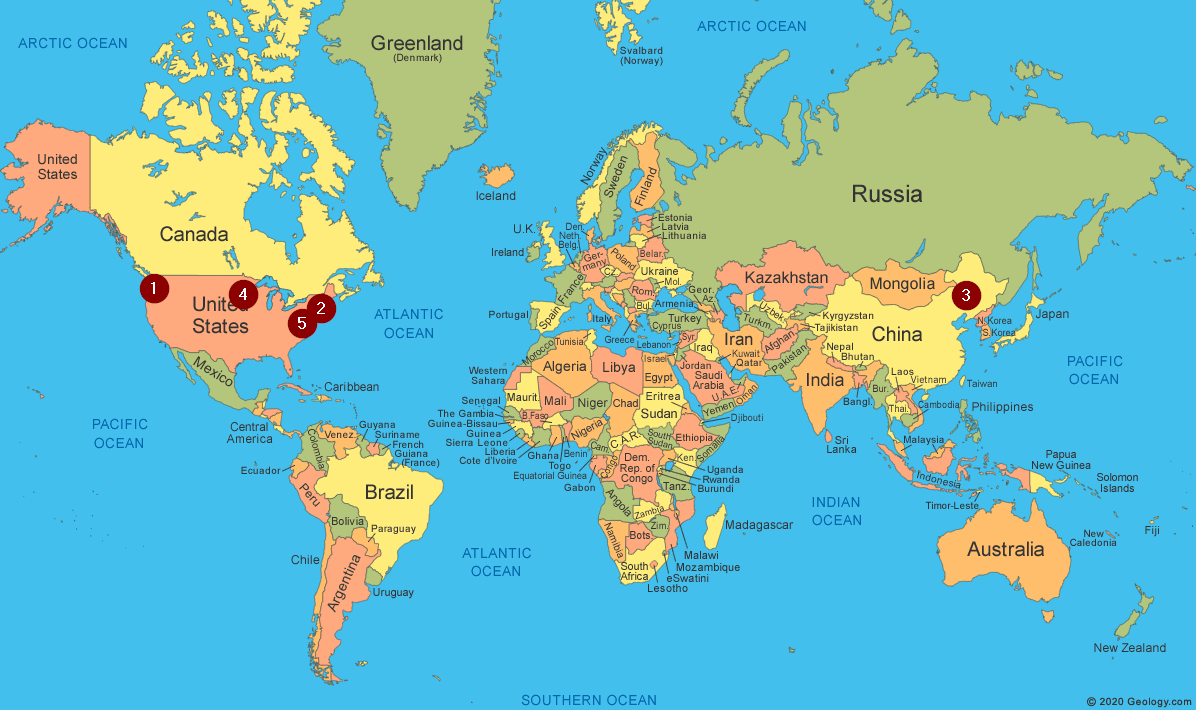 ARCTIC OCEAN
Greenland
(Denmark)
Svalbard
(Norway)
ARCTIC OCEAN
United
States
Canada
Iceland
Norway
Sweden
Finland
Russia
Estonia
Latvia
Lithuania
U.K.
Ireland
Den.
Neth.
Belg.
Ger-
many
Poland
Belar.
Cz.
Ukraine
Mol.
France
Rom.
Bul.
Italy
Spain
Portugal
Greece
Turkey
Cyprus
Lebanon
Syr.
Armenia
Geor.
Az.
Kazakhstan
Uzbek.
Turkm.
Kyrgyzstan
Tajikistan
Mongolia
China
N.Korea
S.Korea
Japan
1
2
3
4
5
United
States
Mexico
ATLANTIC
OCEAN
PACIFIC
OCEAN
Caribbean
Central
America
Morocco
Tunisia
Algeria
Libya
Egypt
Israel
Jordan
Iraq
Iran
Kuwait
Qatar
Saudi
Arabia
U.A.E.
Oman
Yemen
Afghan.
Pakistan
India
Nepal
Bhutan
Bangl.
Bur.
Laos
Vietnam
Thai.
Cambodia
Taiwan
Philippines
Malaysia
Sri
Lanka
Indonesia
Timor-Leste
Papua
New Guinea
Solomon
Islands
PACIFIC
OCEAN
Western
Sahara
Maurit.
Mali
Niger
Chad
Sudan
Eritrea
Djibouti
Senegal
The Gambia
Guinea-Bissau
Guinea
Sierra Leone
Liberia
Cote d'Ivoire
B.Faso
Ghana
Togo
Benin
Nigeria
Cam.
Equatorial Guinea
Gabon
Congo
C.A.R.
South
Sudan
Ethiopia
Somalia
Ken.
Uganda
Rwanda
Burundi
Dem.
Rep. of
Congo
Tanz.
Angola
Zambia
Zim.
Namibia
Bots
South
Africa
Malawi
Mozambique
eSwatini
Lesotho
Madagascar
INDIAN
OCEAN
Venez.
Guyana
Suriname
French
Guiana
(France)
Colombia
Ecuador
Peru
Brazil
Bolivia
Paraguay
Chile
Argentina
Uruguay
ATLANTIC
OCEAN
Australia
New
Caledonia
Fiji
New Zealand
SOUTHERN OCEAN
© 2020 Geology.com